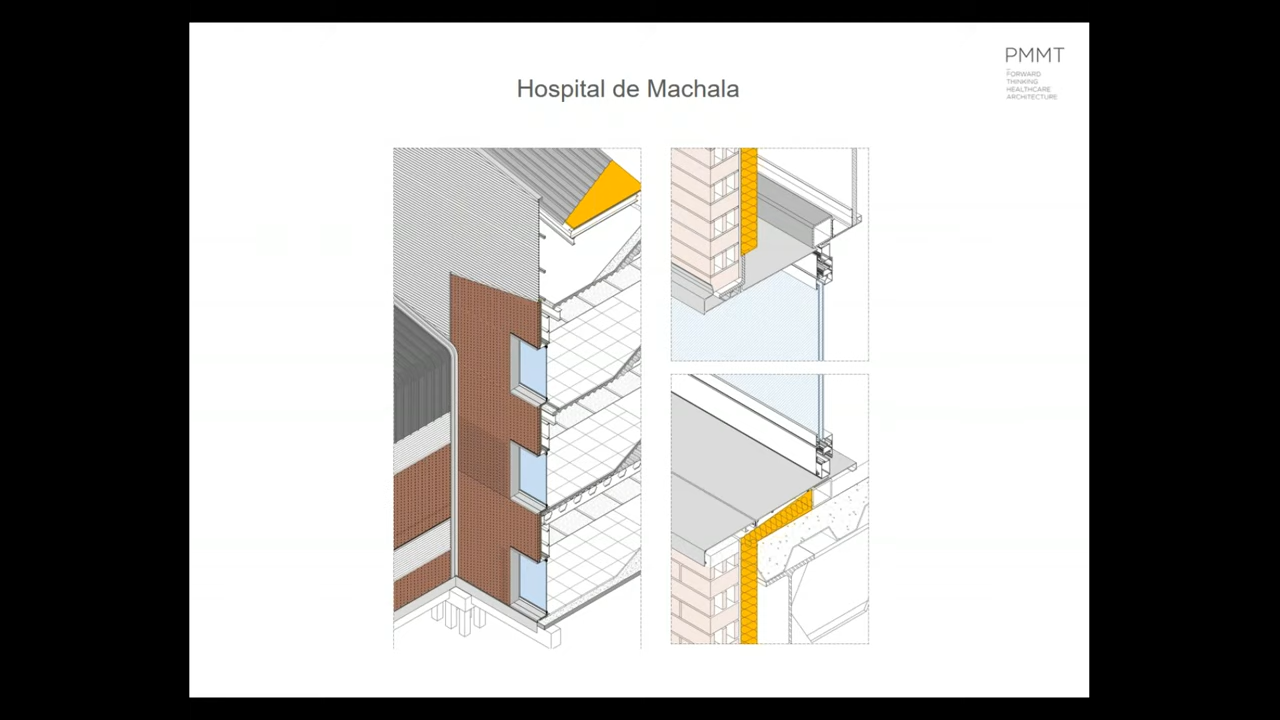 PMMT
FORWARD
THINKING
HEALTHCARE
ARCHITECTURE
Hospital de Machala